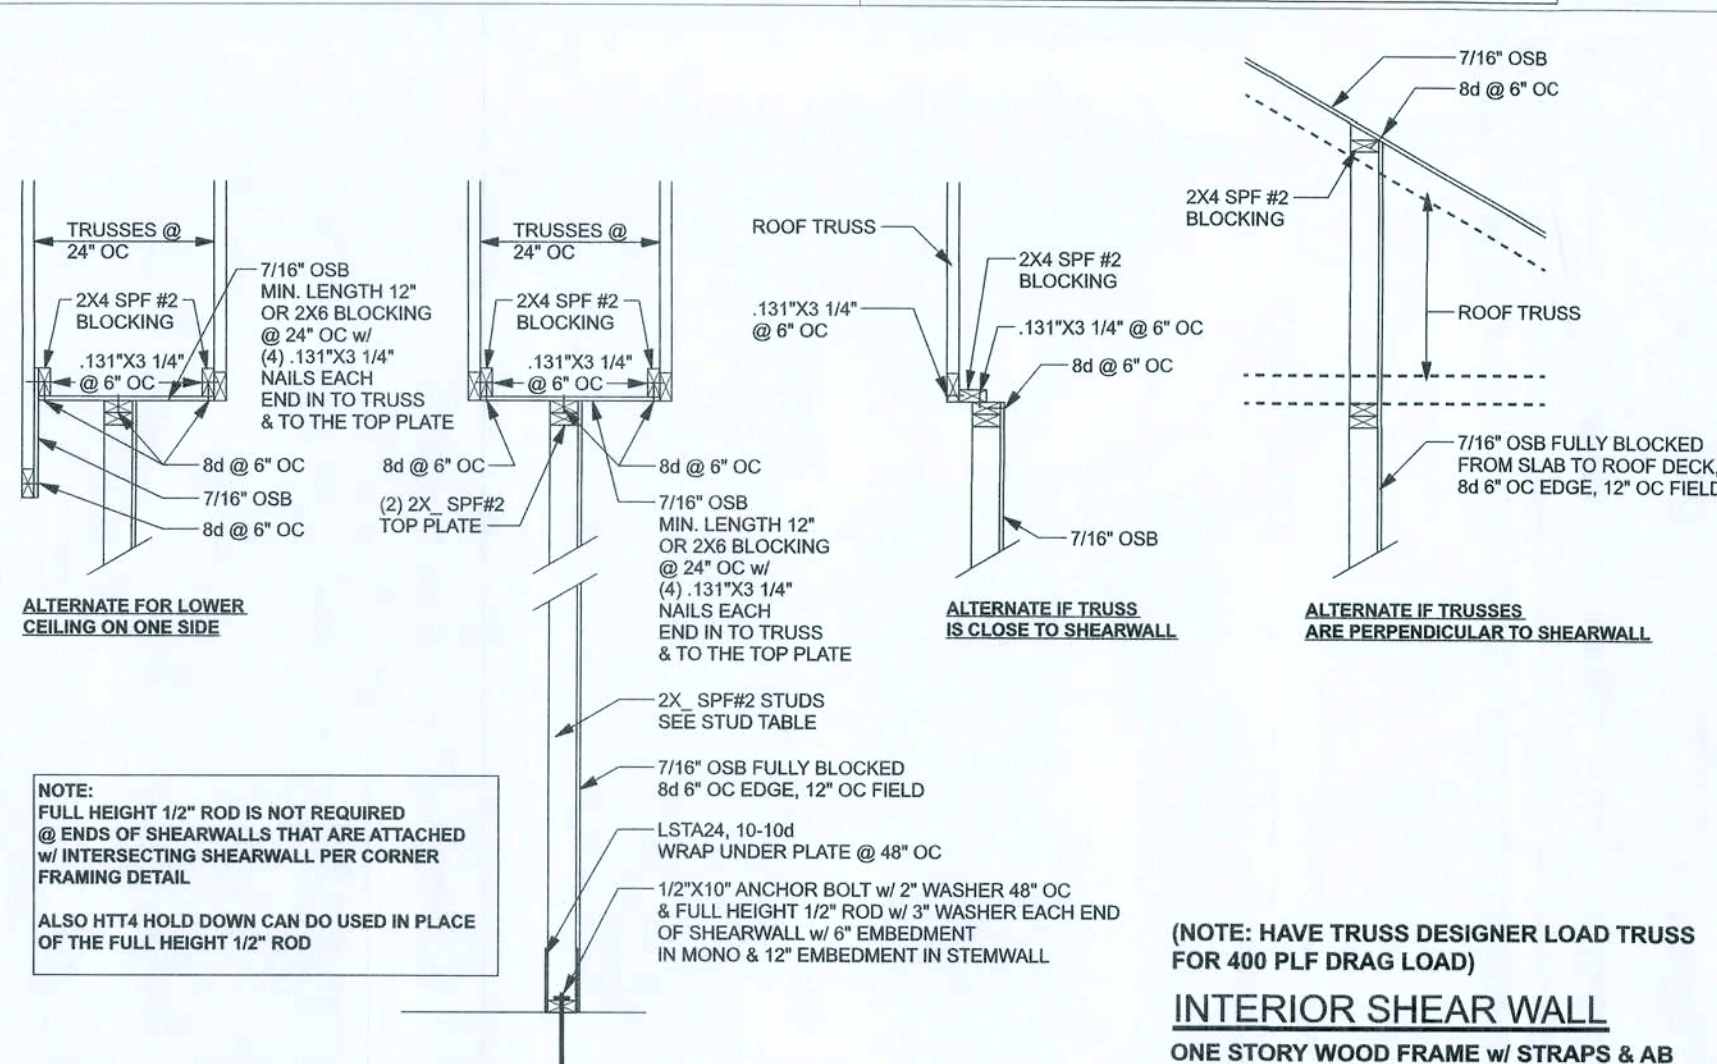 TRUSSES @
24" OC
7/16" OSB
MIN. LENGTH 12"
OR 2X6 BLOCKING
@ 24" OC w/
(4) .131"X3 1/4"
NAILS EACH
END IN TO TRUSS
& TO THE TOP PLATE
2X4 SPF #2
BLOCKING
.131"X3 1/4"
@ 6" OC
8d @ 6" OC
7/16" OSB
8d @ 6" OC
ALTERNATE FOR LOWER
CEILING ON ONE SIDE
TRUSSES @
24" OC
2X4 SPF #2
BLOCKING
.131"X3 1/4"
@ 6" OC
8d @ 6" OC
(2) 2X_ SPF#2
TOP PLATE
8d @ 6" OC
7/16" OSB
MIN. LENGTH 12"
OR 2X6 BLOCKING
@ 24" OC w/
(4) .131"X3 1/4"
NAILS EACH
END IN TO TRUSS
& TO THE TOP PLATE
2X_ SPF#2 STUDS
SEE STUD TABLE
7/16" OSB FULLY BLOCKED
8d 6" OC EDGE, 12" OC FIELD
LSTA24, 10-10d
WRAP UNDER PLATE @ 48" OC
1/2"X10" ANCHOR BOLT w/ 2" WASHER 48" OC
& FULL HEIGHT 1/2" ROD w/ 3" WASHER EACH END
OF SHEARWALL w/ 6" EMBEDMENT
IN MONO & 12" EMBEDMENT IN STEMWALL
ROOF TRUSS
2X4 SPF #2
BLOCKING
.131"X3 1/4"
@ 6" OC
.131"X3 1/4" @ 6" OC
8d @ 6" OC
7/16" OSB
ALTERNATE IF TRUSS
IS CLOSE TO SHEARWALL
7/16" OSB
8d @ 6" OC
2X4 SPF #2
BLOCKING
ROOF TRUSS
7/16" OSB FULLY BLOCKED
FROM SLAB TO ROOF DECK,
8d 6" OC EDGE, 12" OC FIELD
ALTERNATE IF TRUSSES
ARE PERPENDICULAR TO SHEARWALL
NOTE:
FULL HEIGHT 1/2" ROD IS NOT REQUIRED
@ ENDS OF SHEARWALLS THAT ARE ATTACHED
w/ INTERSECTING SHEARWALL PER CORNER
FRAMING DETAIL
ALSO HTT4 HOLD DOWN CAN DO USED IN PLACE
OF THE FULL HEIGHT 1/2" ROD
(NOTE: HAVE TRUSS DESIGNER LOAD TRUSS
FOR 400 PLF DRAG LOAD)
INTERIOR SHEAR WALL
ONE STORY WOOD FRAME w/ STRAPS & AB